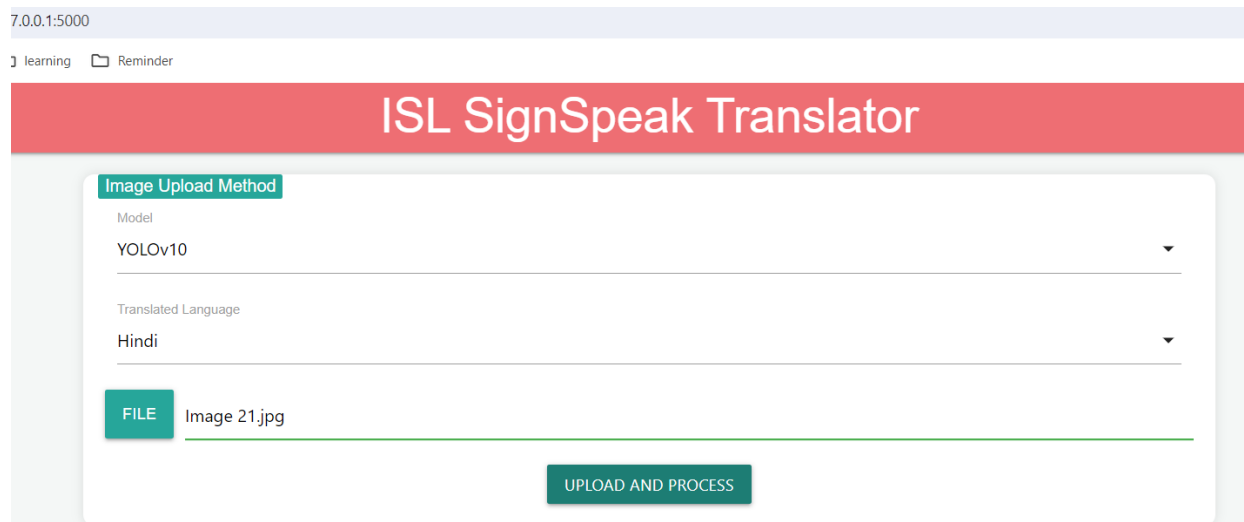 7.0.0.1:5000
learning Reminder
ISL SignSpeak Translator
Image Upload Method
Model
YOLOv10
Translated Language
Hindi
FILE Image 21.jpg
UPLOAD AND PROCESS